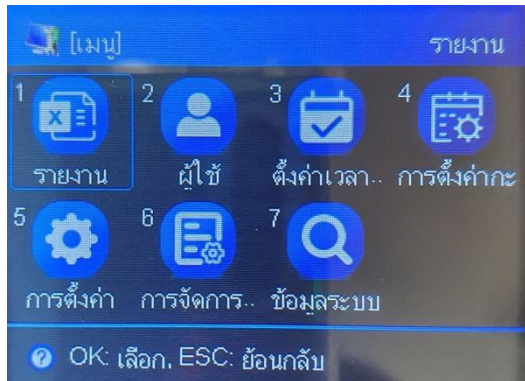 [เมนู] รายงาน
1 2 3 4
รายงาน ผู้ใช้ ตั้งค่าเวลา.. การตั้งค่ากะ
5 6 7
การตั้งค่า การจัดการ.. ข้อมูลระบบ
OK: เลือก, ESC: ย้อนกลับ